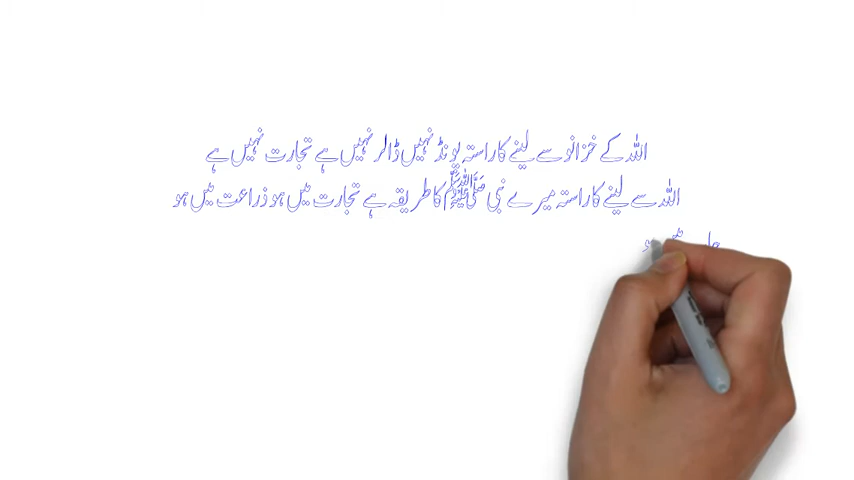 اللہ کے خزانو سے لینے کا راستہ پونڈ نہیں ڈالر نہیں ہے تجارت نہیں ہے
اللہ سے لینے کا راستہ میرے نبی ﷺ کا طریقہ ہے تجارت میں ہو زراعت میں ہو